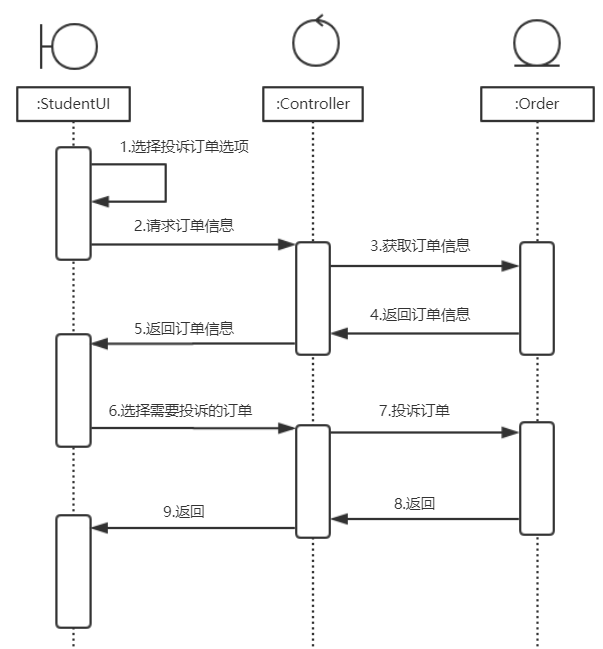 :StudentUI
:Controller
:Order
1.选择投诉订单选项
2.请求订单信息
3.获取订单信息
4.返回订单信息
5.返回订单信息
6.选择需要投诉的订单
7.投诉订单
8.返回
9.返回